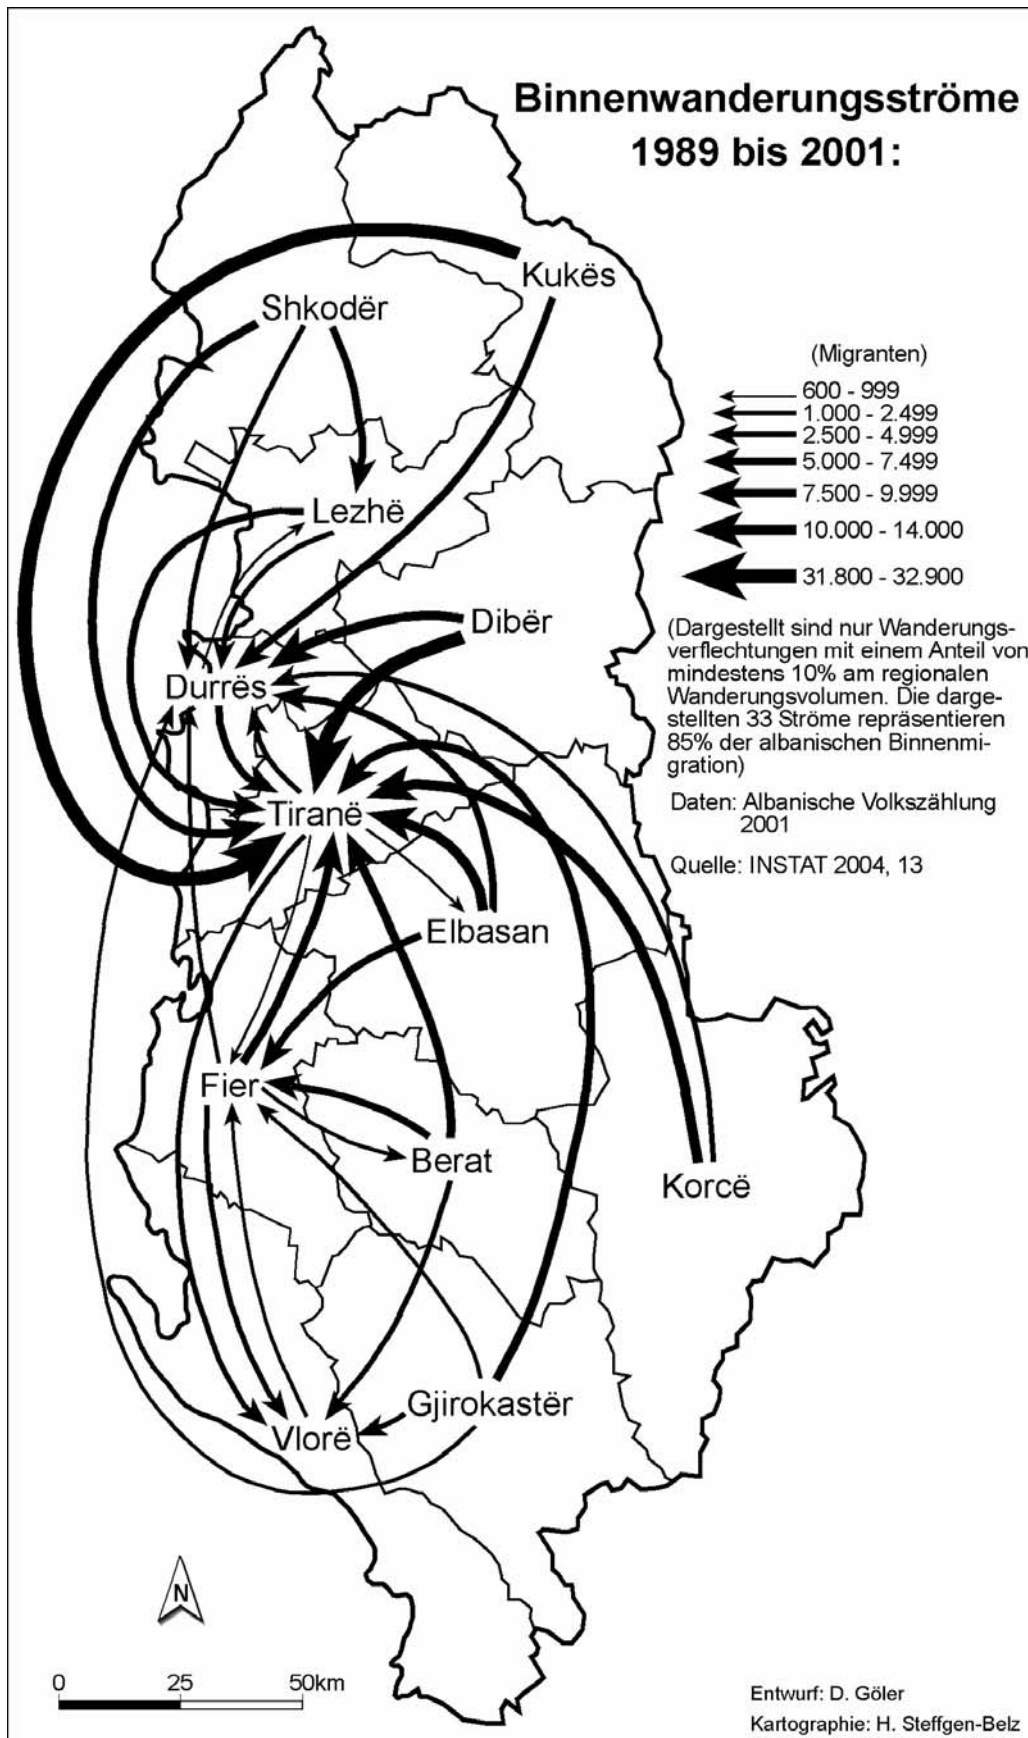 Binnenwanderungsströme
1989 bis 2001:
Kukës
Shkodër
(Migranten)
600 - 999
1.000 - 2.499
2.500 - 4.999
5.000 - 7.499
7.500 - 9.999
10.000 - 14.000
31.800 - 32.900
Lezhë
Dibër
(Dargestellt sind nur Wanderungs-
verflechtungen mit einem Anteil von
mindestens 10% am regionalen
Wanderungsvolumen. Die darge-
stellten 33 Ströme repräsentieren
85% der albanischen Binnenmi-
gration)
Durrës
Tiranë
Daten: Albanische Volkszählung
2001
Quelle: INSTAT 2004, 13
Elbasan
Fier
Berat
Korcë
Gjirokastër
Vlorë
N
0 25 50km
Entwurf: D. Göler
Kartographie: H. Steffgen-Belz